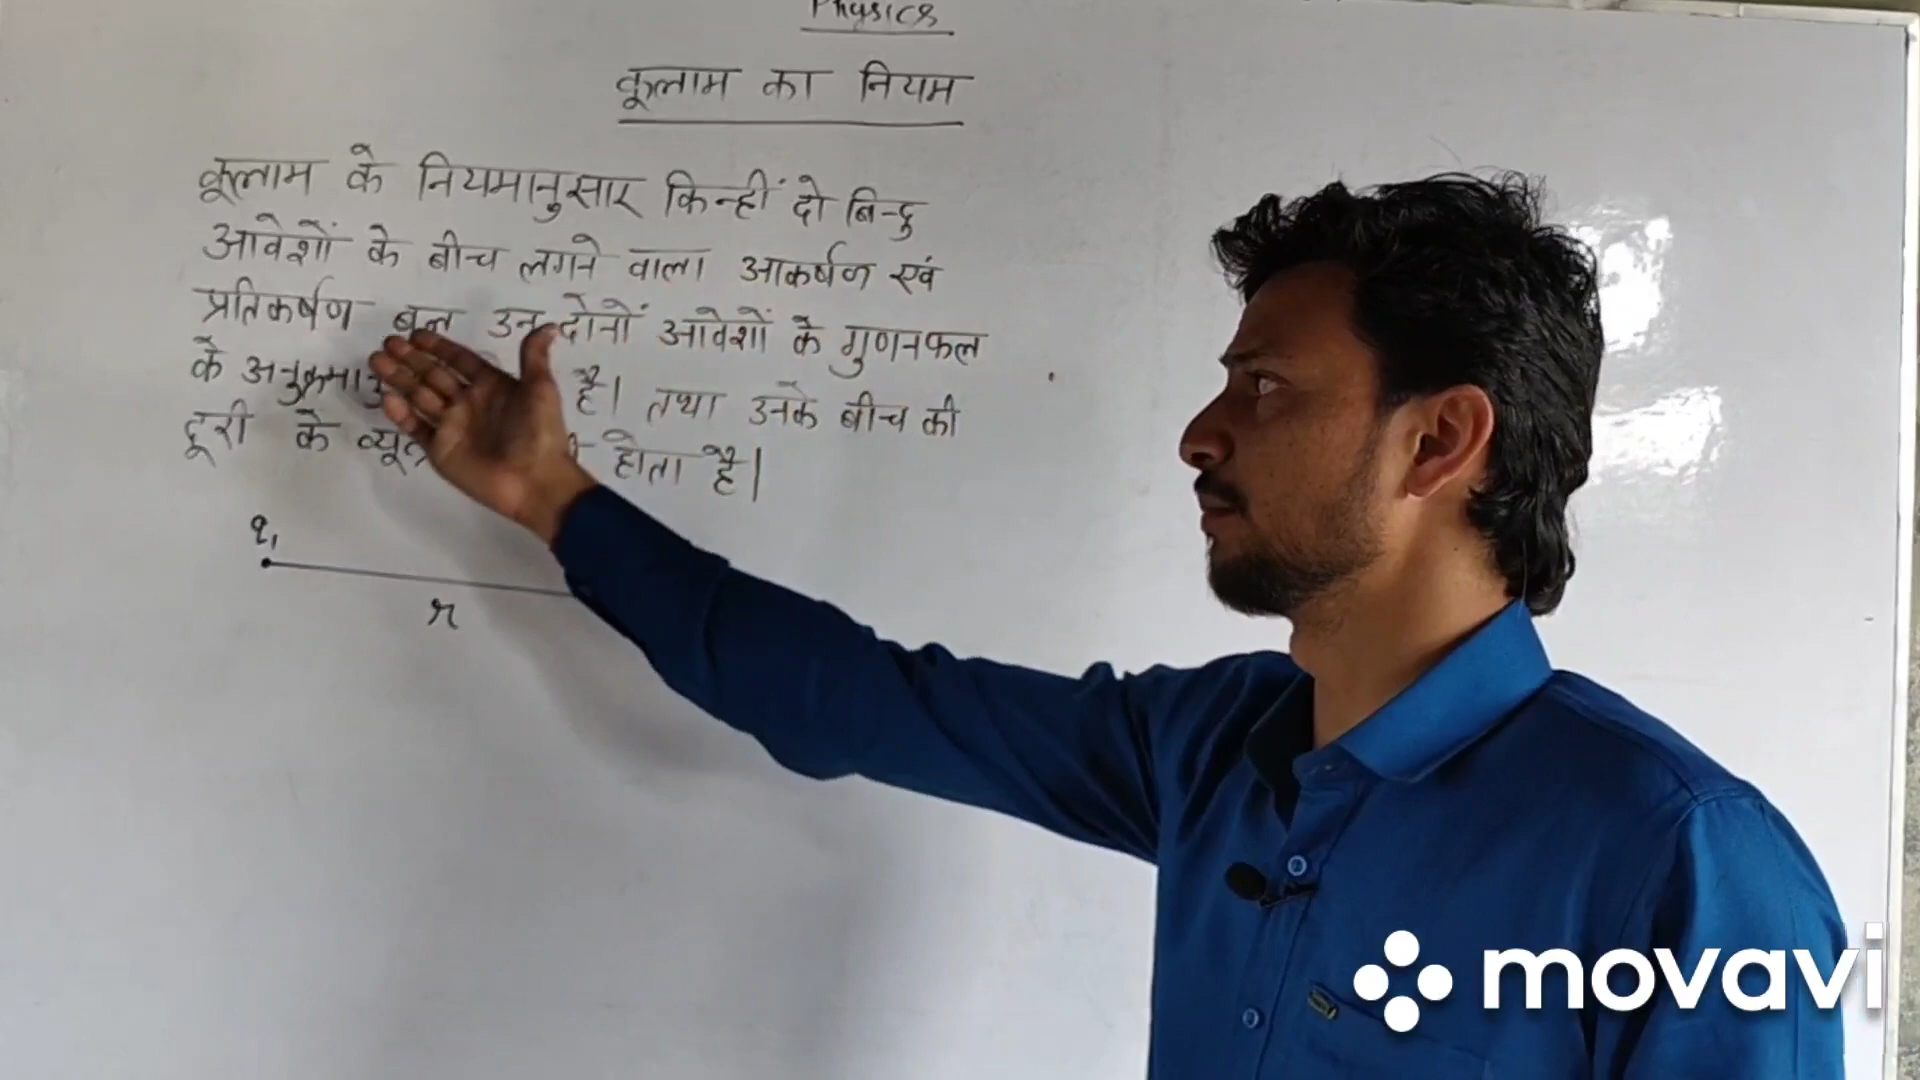 Physics
कूलाम का नियम
कूलाम के नियमानुसार किन्हीं दो बिन्दु
आवेशों के बीच लगने वाला आकर्षण एवं
प्रतिकर्षण बल उन दोनों आवेशों के गुणनफल
के है। तथा उनके बीच की
दूरी के होता है।
q₁
r
movavi